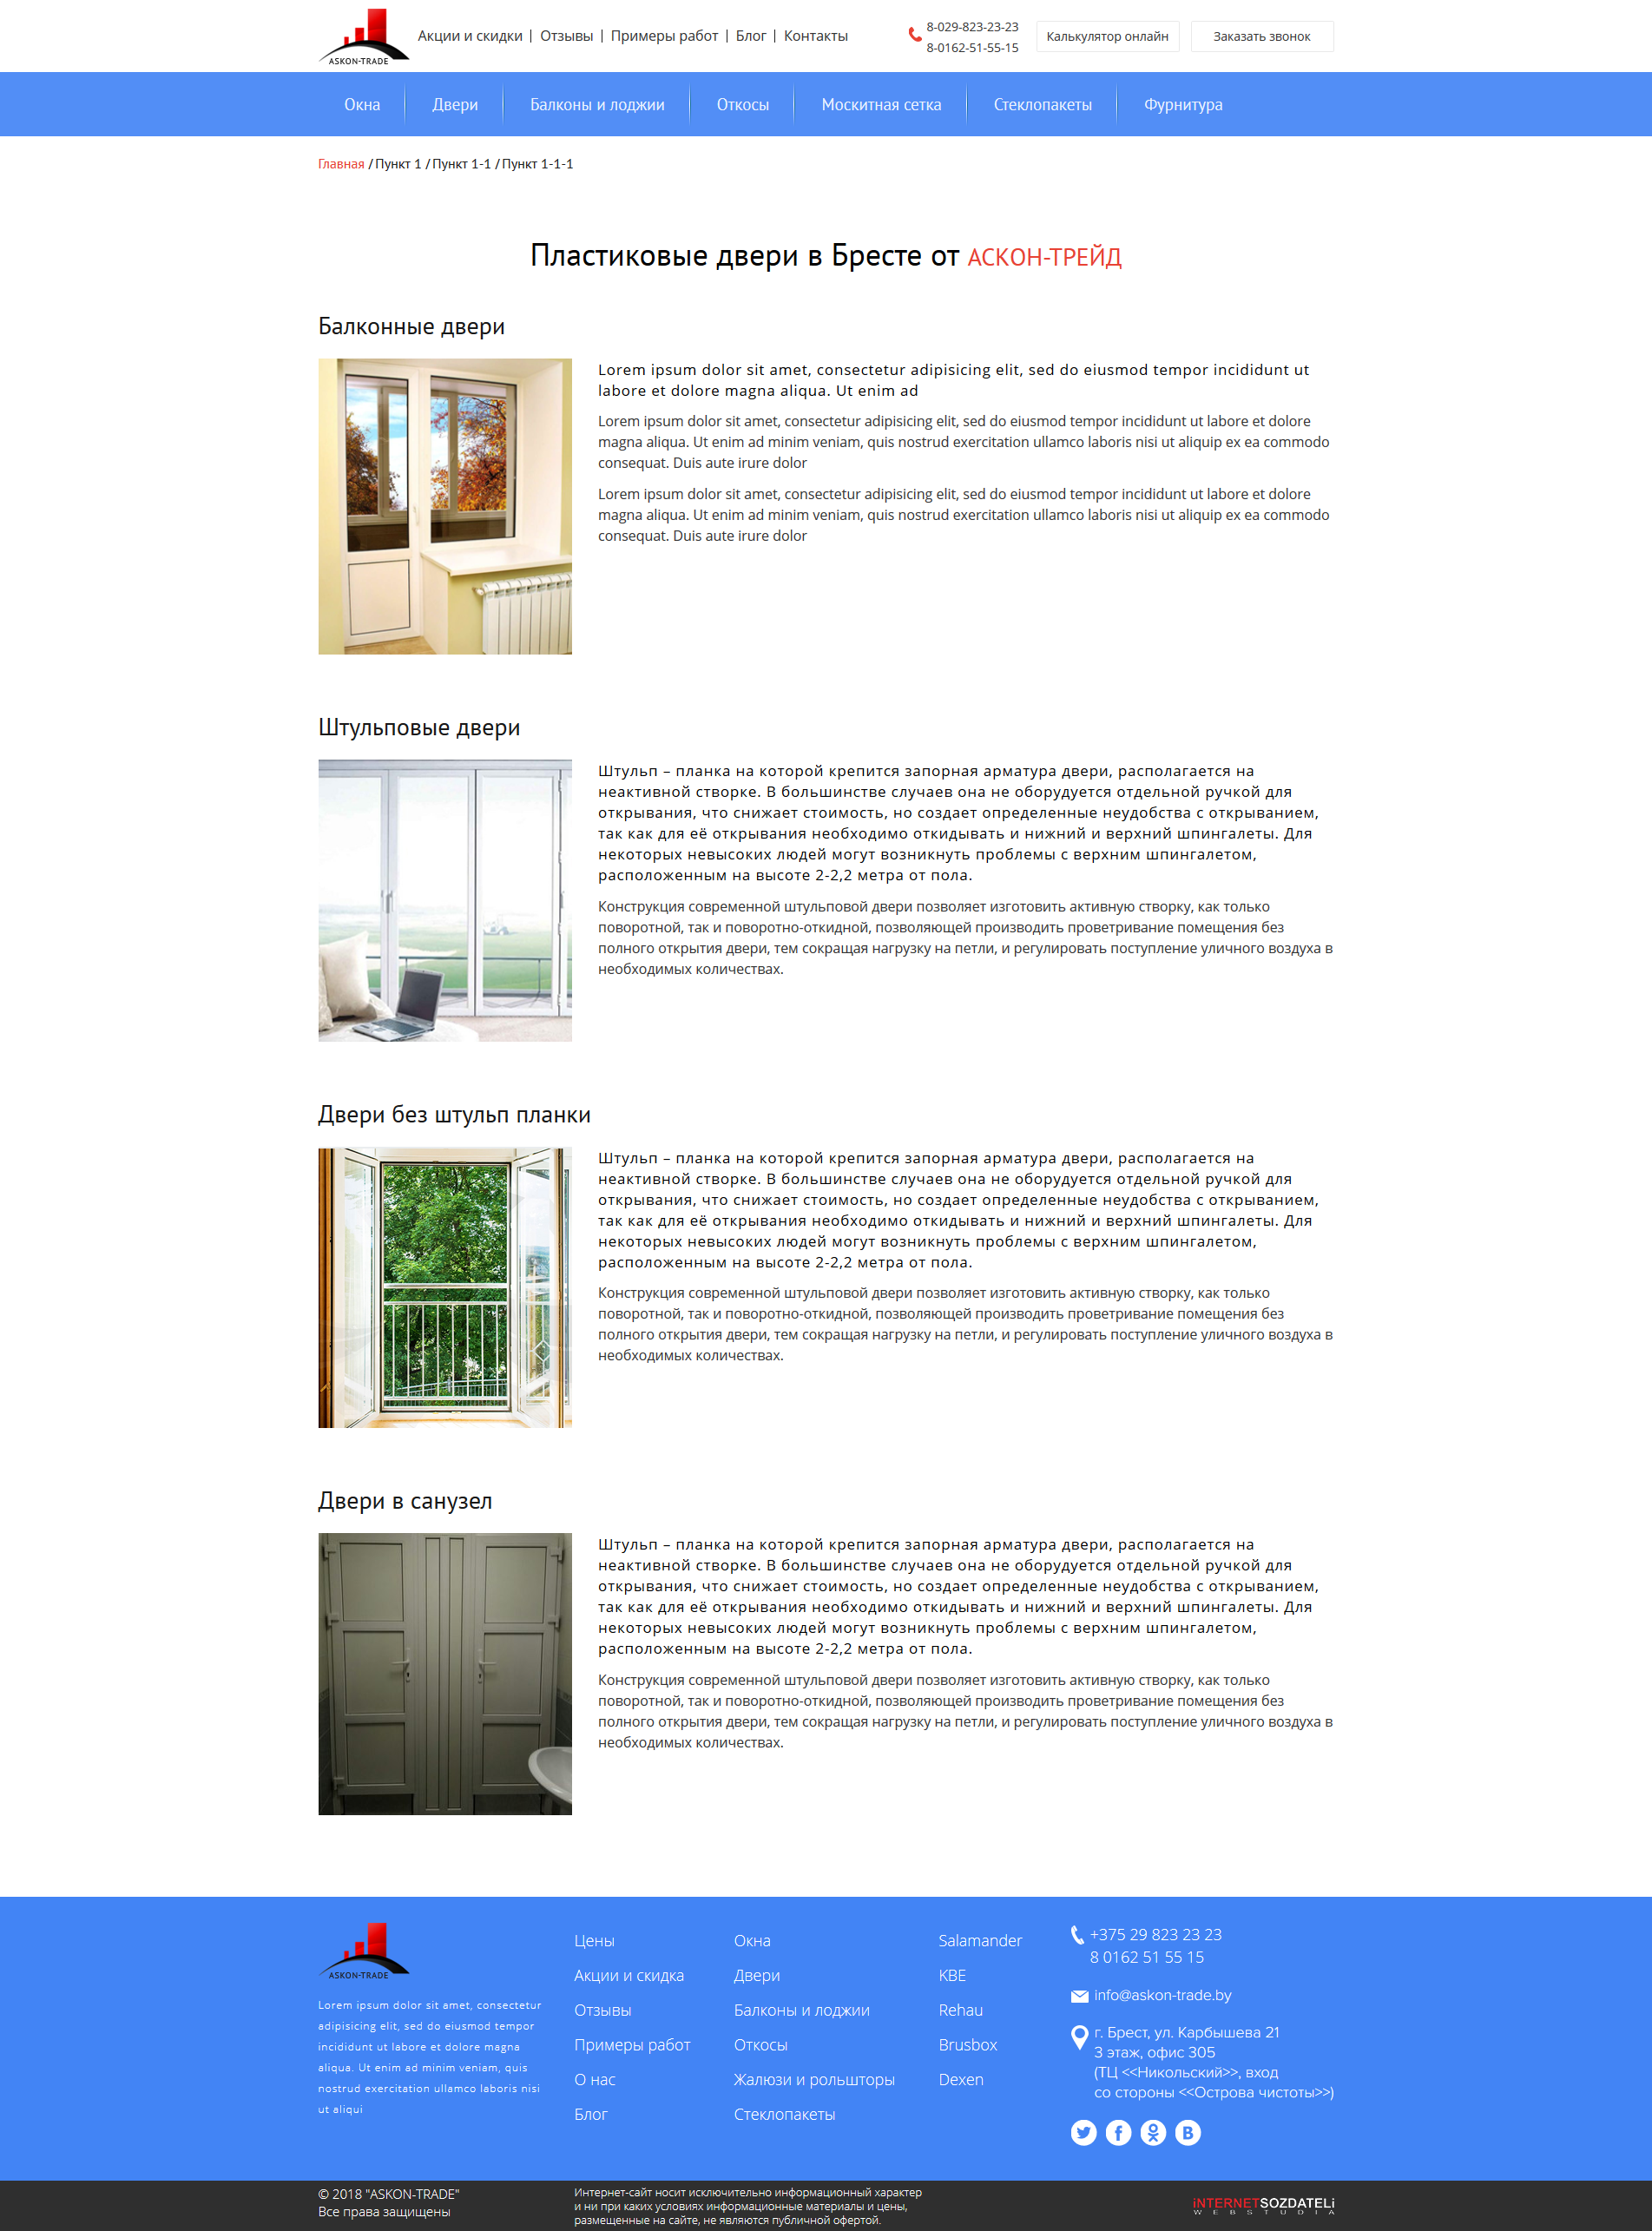 ASKON-TRADE
Акции и скидки | Отзывы | Примеры работ | Блог | Контакты
8-029-823-23-23
8-0162-51-55-15
Калькулятор онлайн
Заказать звонок
Окна
Двери
Балконы и лоджии
Откосы
Москитная сетка
Стеклопакеты
Фурнитура
Главная / Пункт 1 / Пункт 1-1 / Пункт 1-1-1
Пластиковые двери в Бресте от АСКОН-ТРЕЙД
Балконные двери
Lorem ipsum dolor sit amet, consectetur adipisicing elit, sed do eiusmod tempor incididunt ut
labore et dolore magna aliqua. Ut enim ad
Lorem ipsum dolor sit amet, consectetur adipisicing elit, sed do eiusmod tempor incididunt ut labore et dolore
magna aliqua. Ut enim ad minim veniam, quis nostrud exercitation ullamco laboris nisi ut aliquip ex ea commodo
consequat. Duis aute irure dolor
Lorem ipsum dolor sit amet, consectetur adipisicing elit, sed do eiusmod tempor incididunt ut labore et dolore
magna aliqua. Ut enim ad minim veniam, quis nostrud exercitation ullamco laboris nisi ut aliquip ex ea commodo
consequat. Duis aute irure dolor
Штульповые двери
Штульп – планка на которой крепится запорная арматура двери, располагается на
неактивной створке. В большинстве случаев она не оборудуется отдельной ручкой для
открывания, что снижает стоимость, но создает определенные неудобства с открыванием,
так как для её открывания необходимо откидывать и нижний и верхний шпингалеты. Для
некоторых невысоких людей могут возникнуть проблемы с верхним шпингалетом,
расположенным на высоте 2-2,2 метра от пола.
Конструкция современной штульповой двери позволяет изготовить активную створку, как только
поворотной, так и поворотно-откидной, позволяющей производить проветривание помещения без
полного открытия двери, тем сокращая нагрузку на петли, и регулировать поступление уличного воздуха в
необходимых количествах.
Двери без штульп планки
Штульп – планка на которой крепится запорная арматура двери, располагается на
неактивной створке. В большинстве случаев она не оборудуется отдельной ручкой для
открывания, что снижает стоимость, но создает определенные неудобства с открыванием,
так как для её открывания необходимо откидывать и нижний и верхний шпингалеты. Для
некоторых невысоких людей могут возникнуть проблемы с верхним шпингалетом,
расположенным на высоте 2-2,2 метра от пола.
Конструкция современной штульповой двери позволяет изготовить активную створку, как только
поворотной, так и поворотно-откидной, позволяющей производить проветривание помещения без
полного открытия двери, тем сокращая нагрузку на петли, и регулировать поступление уличного воздуха в
необходимых количествах.
Двери в санузел
Штульп – планка на которой крепится запорная арматура двери, располагается на
неактивной створке. В большинстве случаев она не оборудуется отдельной ручкой для
открывания, что снижает стоимость, но создает определенные неудобства с открыванием,
так как для её открывания необходимо откидывать и нижний и верхний шпингалеты. Для
некоторых невысоких людей могут возникнуть проблемы с верхним шпингалетом,
расположенным на высоте 2-2,2 метра от пола.
Конструкция современной штульповой двери позволяет изготовить активную створку, как только
поворотной, так и поворотно-откидной, позволяющей производить проветривание помещения без
полного открытия двери, тем сокращая нагрузку на петли, и регулировать поступление уличного воздуха в
необходимых количествах.
ASKON-TRADE
Lorem ipsum dolor sit amet, consectetur
adipisicing elit, sed do eiusmod tempor
incididunt ut labore et dolore magna
aliqua. Ut enim ad minim veniam, quis
nostrud exercitation ullamco laboris nisi
ut aliqui
Цены
Акции и скидка
Отзывы
Примеры работ
О нас
Блог
Окна
Двери
Балконы и лоджии
Откосы
Жалюзи и рольшторы
Стеклопакеты
Salamander
KBE
Rehau
Brusbox
Dexen
+375 29 823 23 23
8 0162 51 55 15
info@askon-trade.by
г. Брест, ул. Карбышева 21
3 этаж, офис 305
(ТЦ <<Никольский>>, вход
со стороны <<Острова чистоты>>)
© 2018 "ASKON-TRADE"
Все права защищены
Интернет-сайт носит исключительно информационный характер
и ни при каких условиях информационные материалы и цены,
размещенные на сайте, не являются публичной офертой.
iNTERNETSOZDATELi
WEBSTUDIA